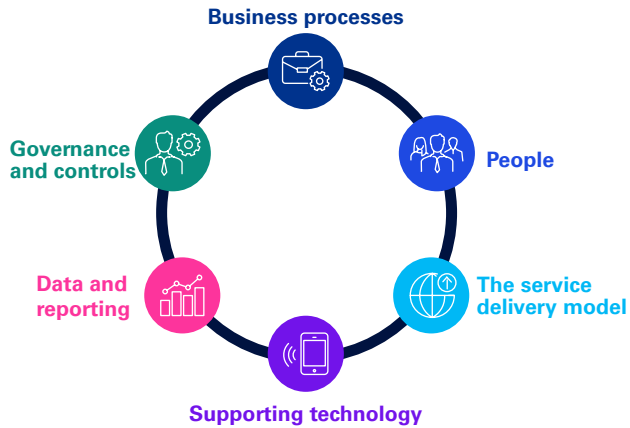 Business processes
People
The service
delivery model
Supporting technology
Data and
reporting
Governance
and controls